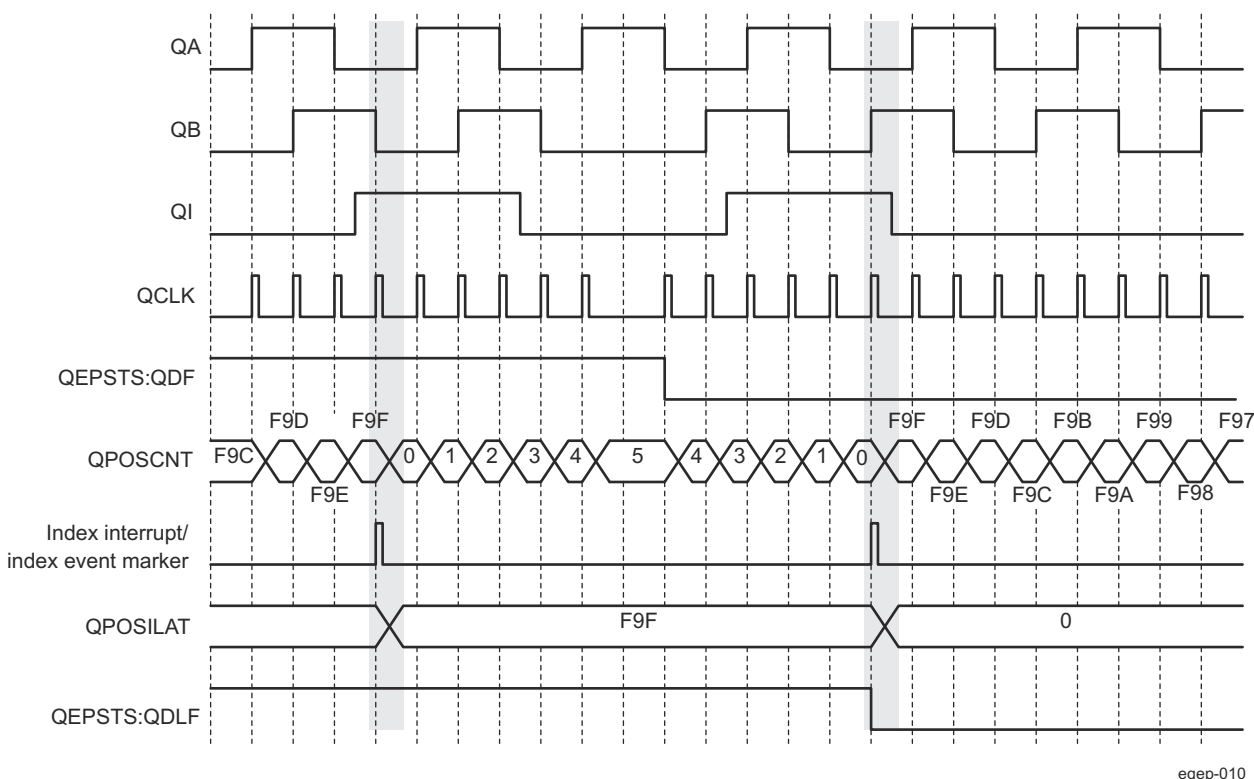 QA
QB
QI
QCLK
QEPSTS:QDF
F9D F9F F9F F9D F9B F99 F97
QPOSCNT F9C 0 1 2 3 4 5 4 3 2 1 0
F9E F9E F9C F9A F98
Index interrupt/
index event marker
QPOSILAT F9F 0
QEPSTS:QDLF
eqep-010